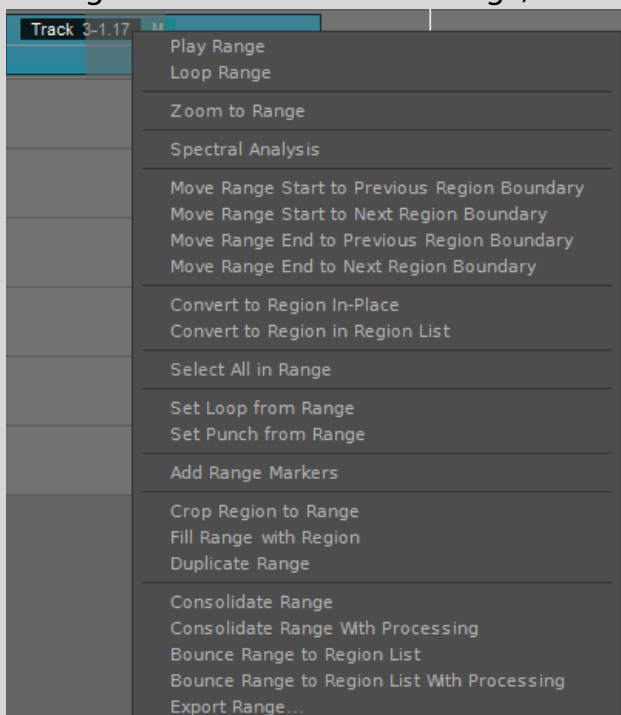 Track 3-1.17 M
Play Range
Loop Range
Zoom to Range
Spectral Analysis
Move Range Start to Previous Region Boundary
Move Range Start to Next Region Boundary
Move Range End to Previous Region Boundary
Move Range End to Next Region Boundary
Convert to Region In-Place
Convert to Region in Region List
Select All in Range
Set Loop from Range
Set Punch from Range
Add Range Markers
Crop Region to Range
Fill Range with Region
Duplicate Range
Consolidate Range
Consolidate Range With Processing
Bounce Range to Region List
Bounce Range to Region List With Processing
Export Range...